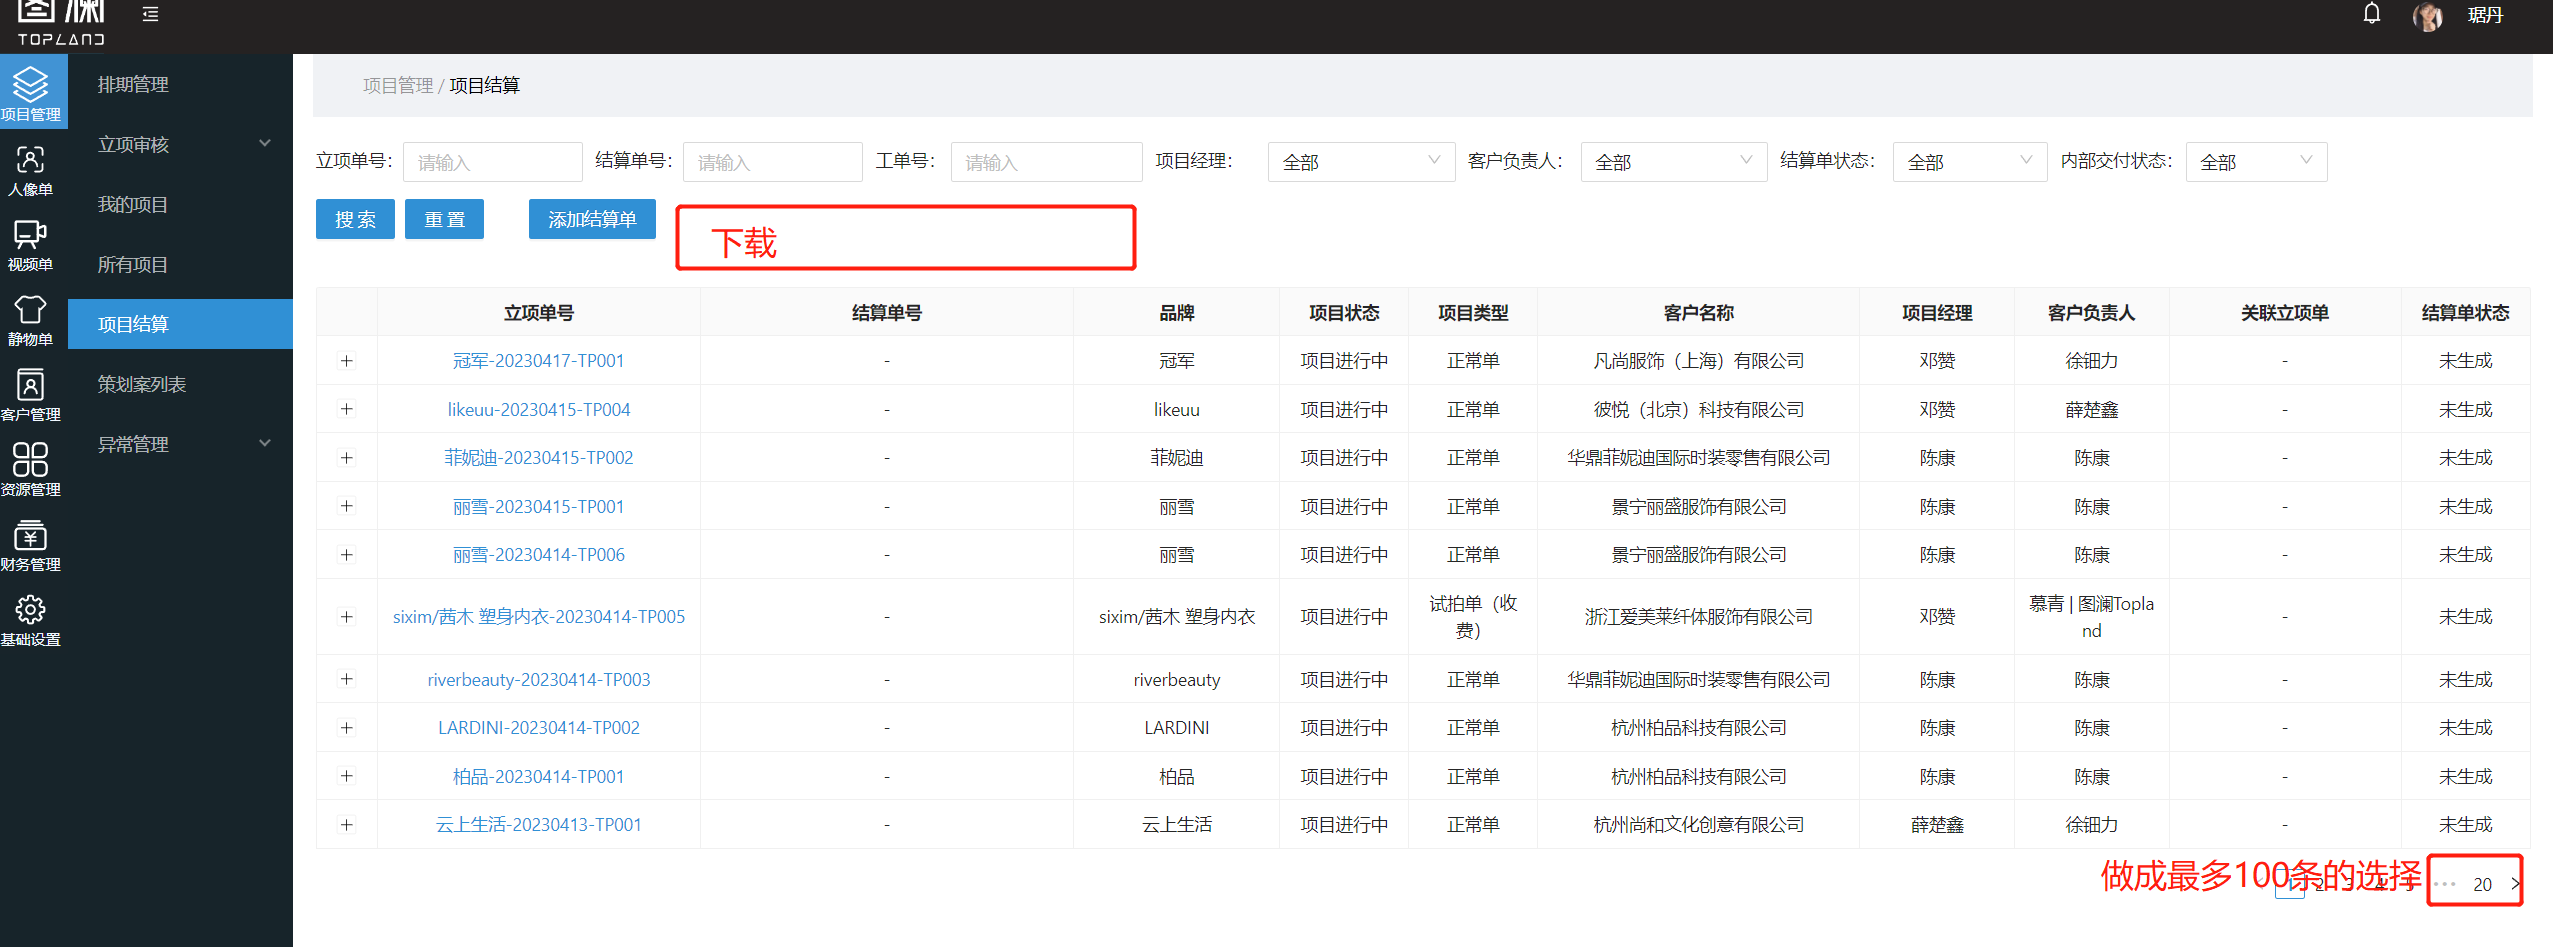 图澜
TOPLAND
琚丹
项目管理
人像单
视频单
静物单
客户管理
资源管理
财务管理
基础设置
排期管理
立项审核
我的项目
所有项目
项目结算
策划案列表
异常管理
项目管理 / 项目结算
立项单号： 请输入 结算单号： 请输入 工单号： 请输入 项目经理： 全部 客户负责人： 全部 结算单状态： 全部 内部交付状态： 全部
搜 索 重 置 添加结算单
下载
立项单号 结算单号 品牌 项目状态 项目类型 客户名称 项目经理 客户负责人 关联立项单 结算单状态
+ 冠军-20230417-TP001 - 冠军 项目进行中 正常单 凡尚服饰（上海）有限公司 邓赞 徐钿力 - 未生成
+ likeuu-20230415-TP004 - likeuu 项目进行中 正常单 彼悦（北京）科技有限公司 邓赞 薛楚鑫 - 未生成
+ 菲妮迪-20230415-TP002 - 菲妮迪 项目进行中 正常单 华鼎菲妮迪国际时装零售有限公司 陈康 陈康 - 未生成
+ 丽雪-20230415-TP001 - 丽雪 项目进行中 正常单 景宁丽盛服饰有限公司 陈康 陈康 - 未生成
+ 丽雪-20230414-TP006 - 丽雪 项目进行中 正常单 景宁丽盛服饰有限公司 陈康 陈康 - 未生成
+ sixim/茜木 塑身内衣-20230414-TP005 - sixim/茜木 塑身内衣 项目进行中 试拍单（收费） 浙江爱美莱纤体服饰有限公司 邓赞 慕青 | 图澜Topland - 未生成
+ riverbeauty-20230414-TP003 - riverbeauty 项目进行中 正常单 华鼎菲妮迪国际时装零售有限公司 陈康 陈康 - 未生成
+ LARDINI-20230414-TP002 - LARDINI 项目进行中 正常单 杭州柏品科技有限公司 陈康 陈康 - 未生成
+ 柏品-20230414-TP001 - 柏品 项目进行中 正常单 杭州柏品科技有限公司 陈康 陈康 - 未生成
+ 云上生活-20230413-TP001 - 云上生活 项目进行中 正常单 杭州尚和文化创意有限公司 薛楚鑫 徐钿力 - 未生成
做成最多100条的选择
1 2 3 4 5 ••• 20 >